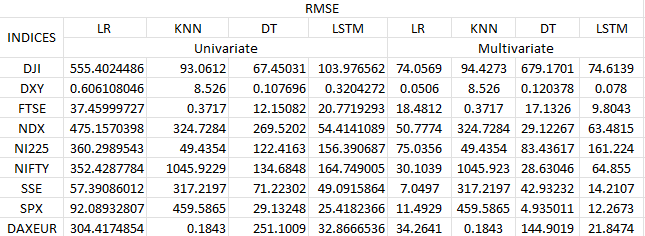 RMSE
INDICES LR KNN DT LSTM LR KNN DT LSTM
Univariate Multivariate
DJI 555.4024486 93.0612 67.45031 103.976562 74.0569 94.4273 679.1701 74.6139
DXY 0.606108046 8.526 0.107696 0.3204272 0.0506 8.526 0.120378 0.078
FTSE 37.45999727 0.3717 12.15082 20.7719293 18.4812 0.3717 17.1326 9.8043
NDX 475.1570398 324.7284 269.5202 54.4141089 50.7774 324.7284 29.12267 63.4815
NI225 360.2989543 49.4354 122.4163 156.390687 75.0356 49.4354 83.43617 161.224
NIFTY 352.4287784 1045.9229 134.6848 164.749005 30.1039 1045.923 28.63046 64.855
SSE 57.39086012 317.2197 71.22302 49.0915864 7.0497 317.2197 42.93232 14.2107
SPX 92.08932807 459.5865 29.13248 25.4182366 11.4929 459.5865 4.935011 12.2673
DAXEUR 304.4174854 0.1843 251.1009 32.8666536 34.2641 0.1843 144.9019 21.8474